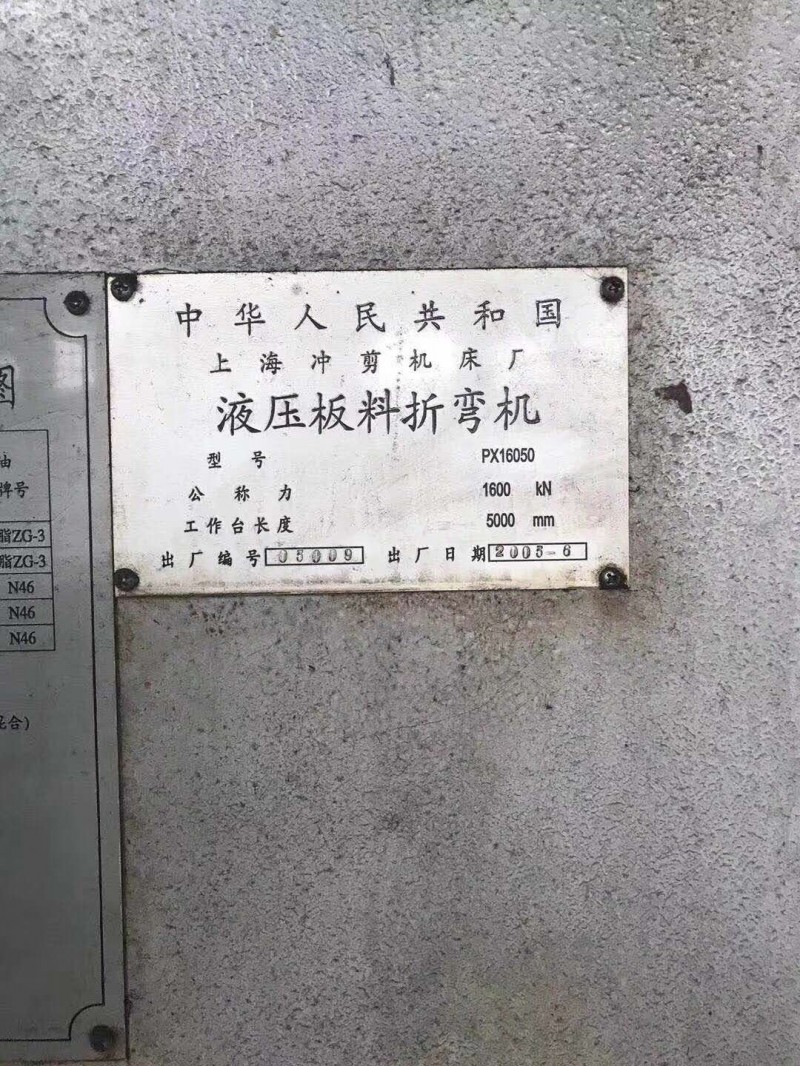 中华人民共和国
上海冲剪机床厂
液压板料折弯机
型号 PX16050
公称力 1600 kN
工作台长度 5000 mm
出厂编号 05009 出厂日期 2005-6
图
油
牌号
脂ZG-3
脂ZG-3
N46
N46
N46
混合)